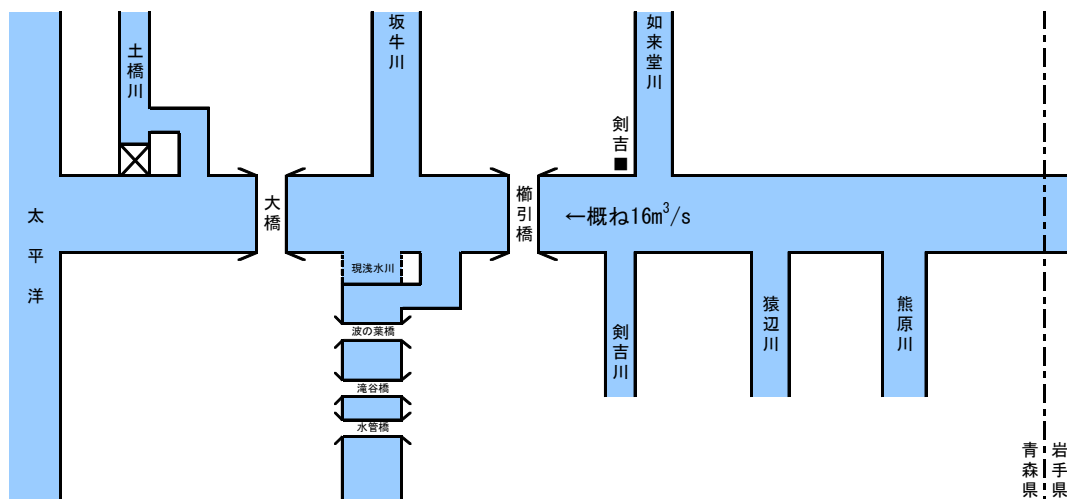 太平洋
土橋川
大橋
坂牛川
現浅水川
波の葉橋
滝谷橋
水管橋
櫛引橋
←概ね16m³/s
剣吉
■
如来堂川
剣吉川
猿辺川
熊原川
青森県
岩手県